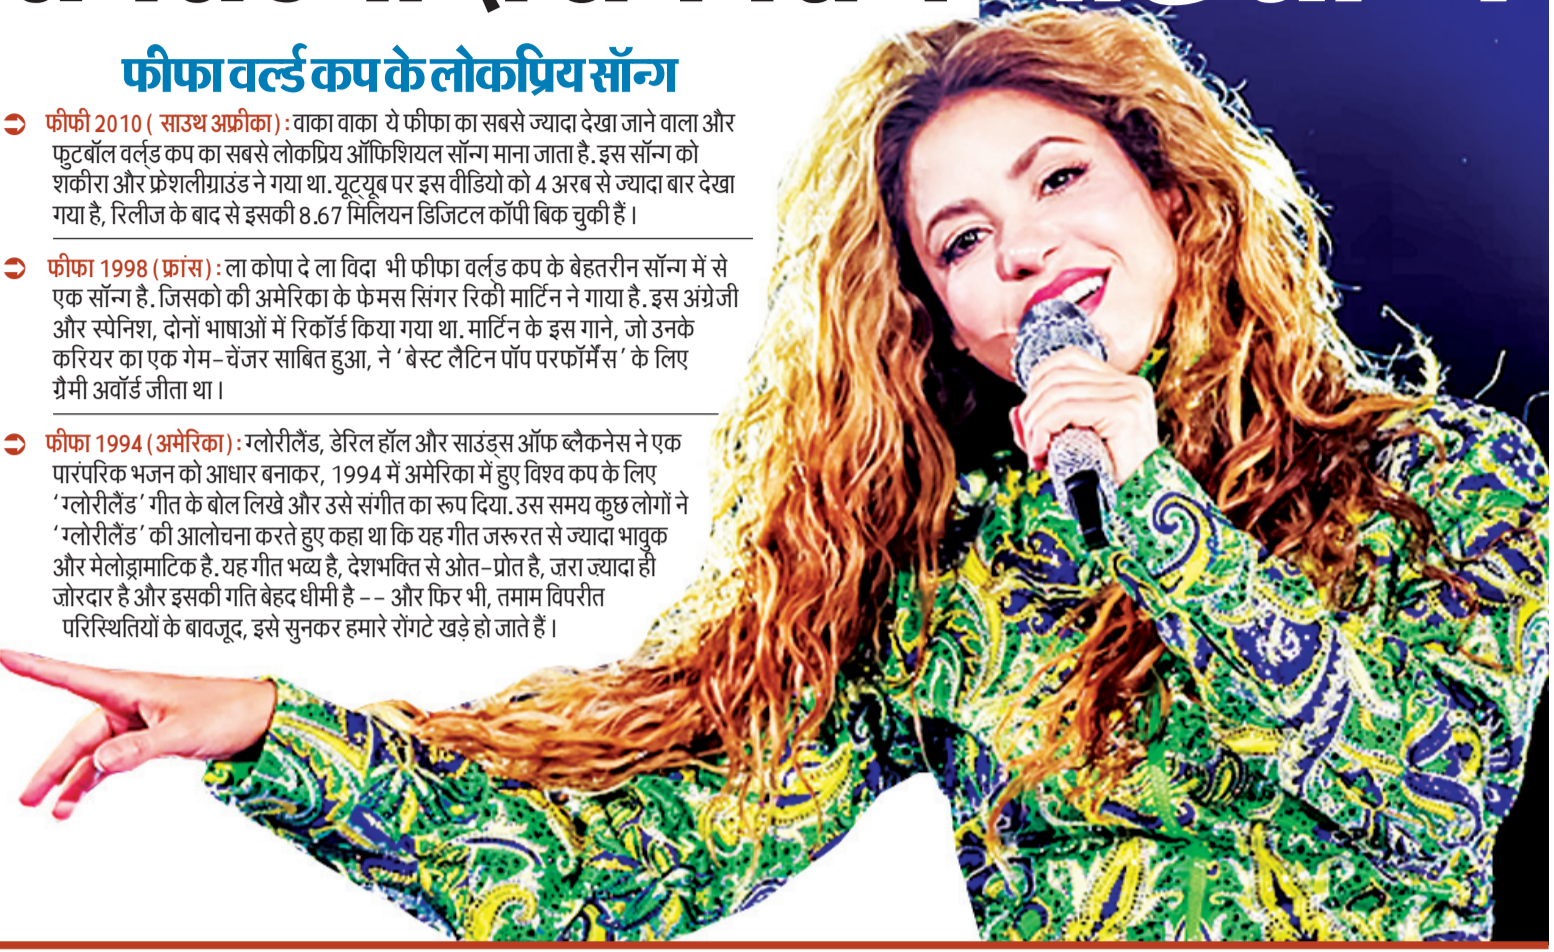 फीफा वर्ल्ड कप के लोकप्रिय सॉन्ग
फीफी 2010 ( साउथ अफ्रीका ) : वाका वाका ये फीफा का सबसे ज्यादा देखा जाने वाला और
फुटबॉल वर्ल्ड कप का सबसे लोकप्रिय ऑफिशियल सॉन्ग माना जाता है. इस सॉन्ग को
शकीरा और फ्रेशलीग्राउंड ने गया था. यूट्यूब पर इस वीडियो को 4 अरब से ज्यादा बार देखा
गया है, रिलीज के बाद से इसकी 8.67 मिलियन डिजिटल कॉपी बिक चुकी हैं ।
फीफा 1998 ( फ्रांस ) : ला कोपा दे ला विदा भी फीफा वर्ल्ड कप के बेहतरीन सॉन्ग में से
एक सॉन्ग है. जिसको की अमेरिका के फेमस सिंगर रिकी मार्टिन ने गाया है. इस अंग्रेजी
और स्पेनिश, दोनों भाषाओं में रिकॉर्ड किया गया था. मार्टिन के इस गाने, जो उनके
करियर का एक गेम-चेंजर साबित हुआ, ने ‘ बेस्ट लैटिन पॉप परफॉर्मेंस ’ के लिए
ग्रैमी अवॉर्ड जीता था ।
फीफा 1994 ( अमेरिका ) : ग्लोरीलैंड, डेरिल हॉल और साउंड्स ऑफ ब्लैकनेस ने एक
पारंपरिक भजन को आधार बनाकर, 1994 में अमेरिका में हुए विश्व कप के लिए
‘ ग्लोरीलैंड ’ गीत के बोल लिखे और उसे संगीत का रूप दिया. उस समय कुछ लोगों ने
‘ ग्लोरीलैंड ’ की आलोचना करते हुए कहा था कि यह गीत जरूरत से ज्यादा भावुक
और मेलोड्रामाटिक है. यह गीत भव्य है, देशभक्ति से ओत-प्रोत है, ज़रा ज्यादा ही
जोरदार है और इसकी गति बेहद धीमी है -- और फिर भी, तमाम विपरीत
परिस्थितियों के बावजूद, इसे सुनकर हमारे रोंगटे खड़े हो जाते हैं ।